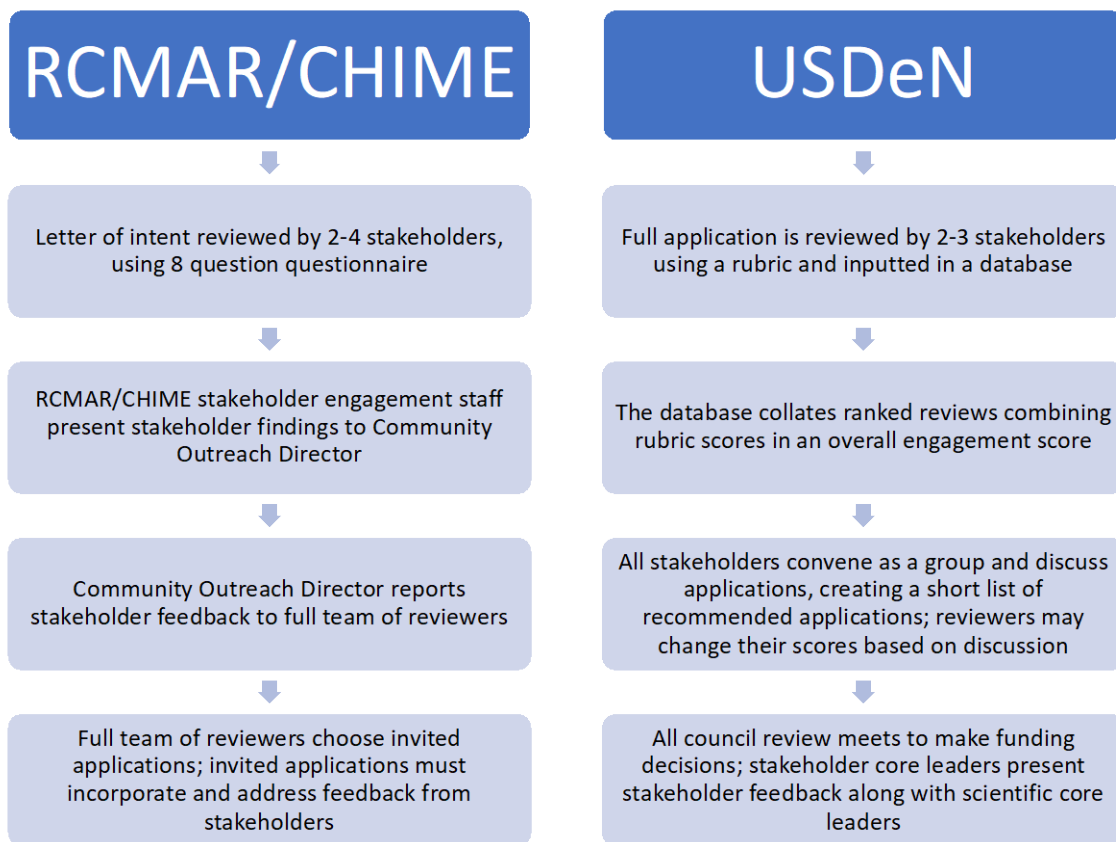 RCMAR/CHIME
Letter of intent reviewed by 2-4 stakeholders,
using 8 question questionnaire
RCMAR/CHIME stakeholder engagement staff
present stakeholder findings to Community
Outreach Director
Community Outreach Director reports
stakeholder feedback to full team of reviewers
Full team of reviewers choose invited
applications; invited applications must
incorporate and address feedback from
stakeholders
USDeN
Full application is reviewed by 2-3 stakeholders
using a rubric and inputted in a database
The database collates ranked reviews combining
rubric scores in an overall engagement score
All stakeholders convene as a group and discuss
applications, creating a short list of
recommended applications; reviewers may
change their scores based on discussion
All council review meets to make funding
decisions; stakeholder core leaders present
stakeholder feedback along with scientific core
leaders